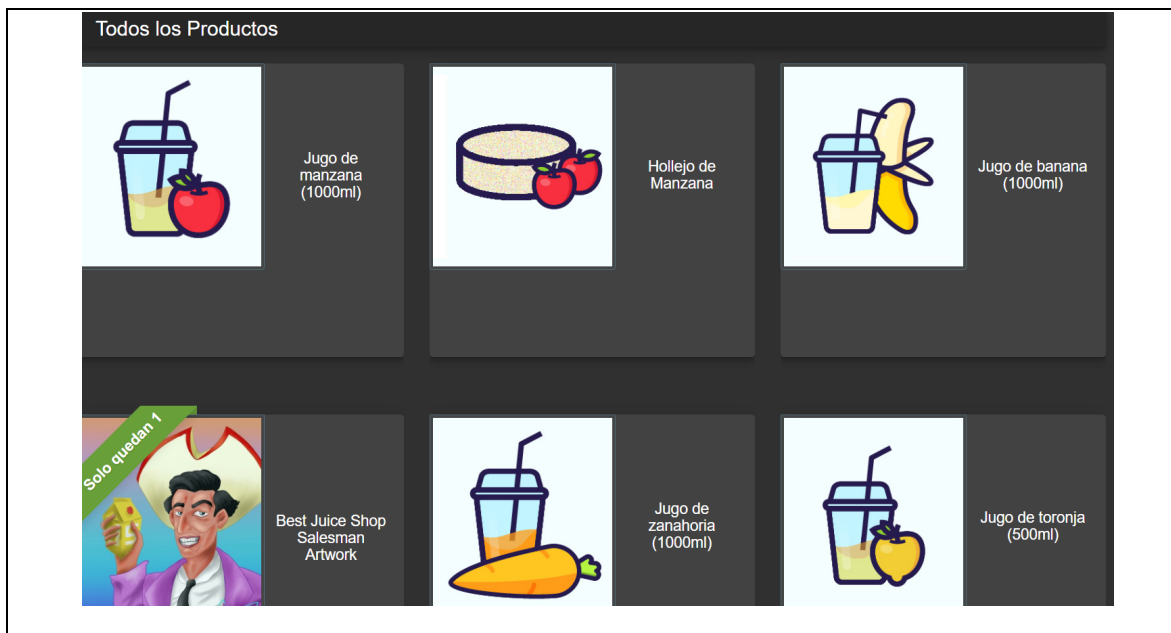 Todos los Productos
Jugo de
manzana
(1000ml)
Hollejo de
Manzana
Jugo de banana
(1000ml)
Solo quedan 1
Best Juice Shop
Salesman
Artwork
Jugo de
zanahoria
(1000ml)
Jugo de toronja
(500ml)